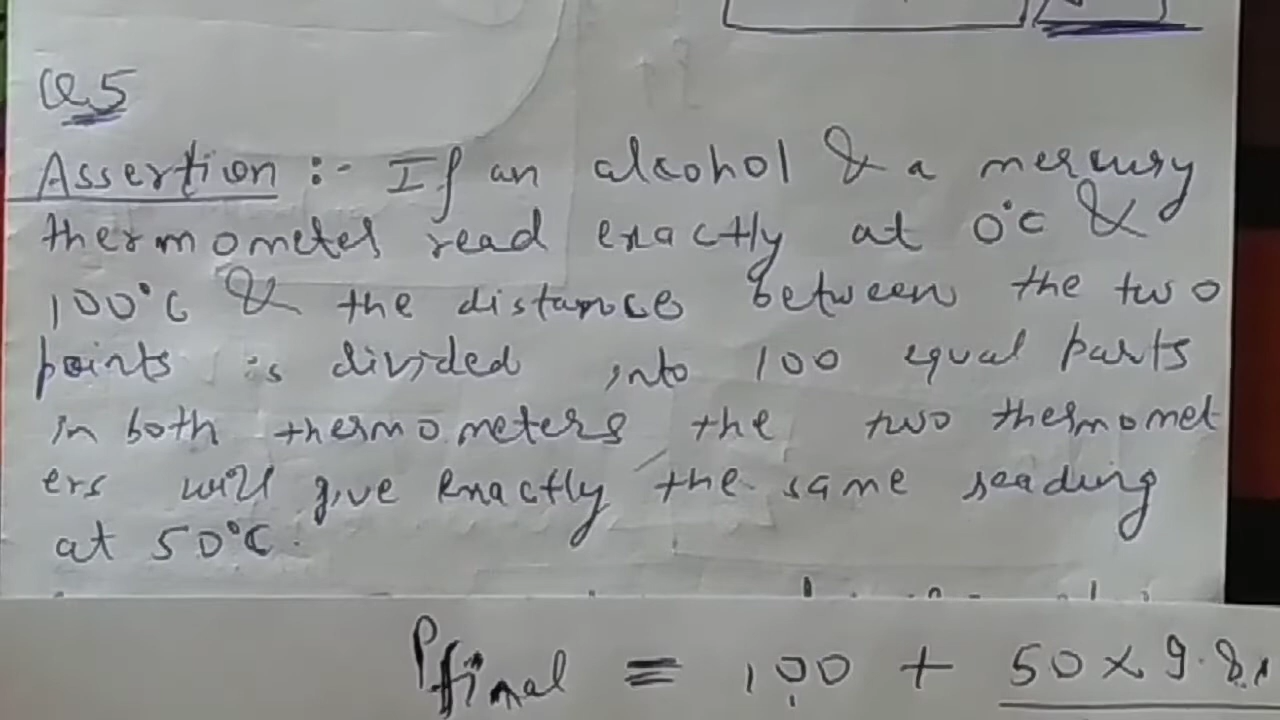 Q5
Assertion :- If an alcohol & a mercury
thermometer read exactly at 0°C &
100°C & the distance between the two
points is divided into 100 equal parts
in both thermometers the two thermomet
ers will give exactly the same reading
at 50°C.
Pfinal = 100 + 50 × 9.81